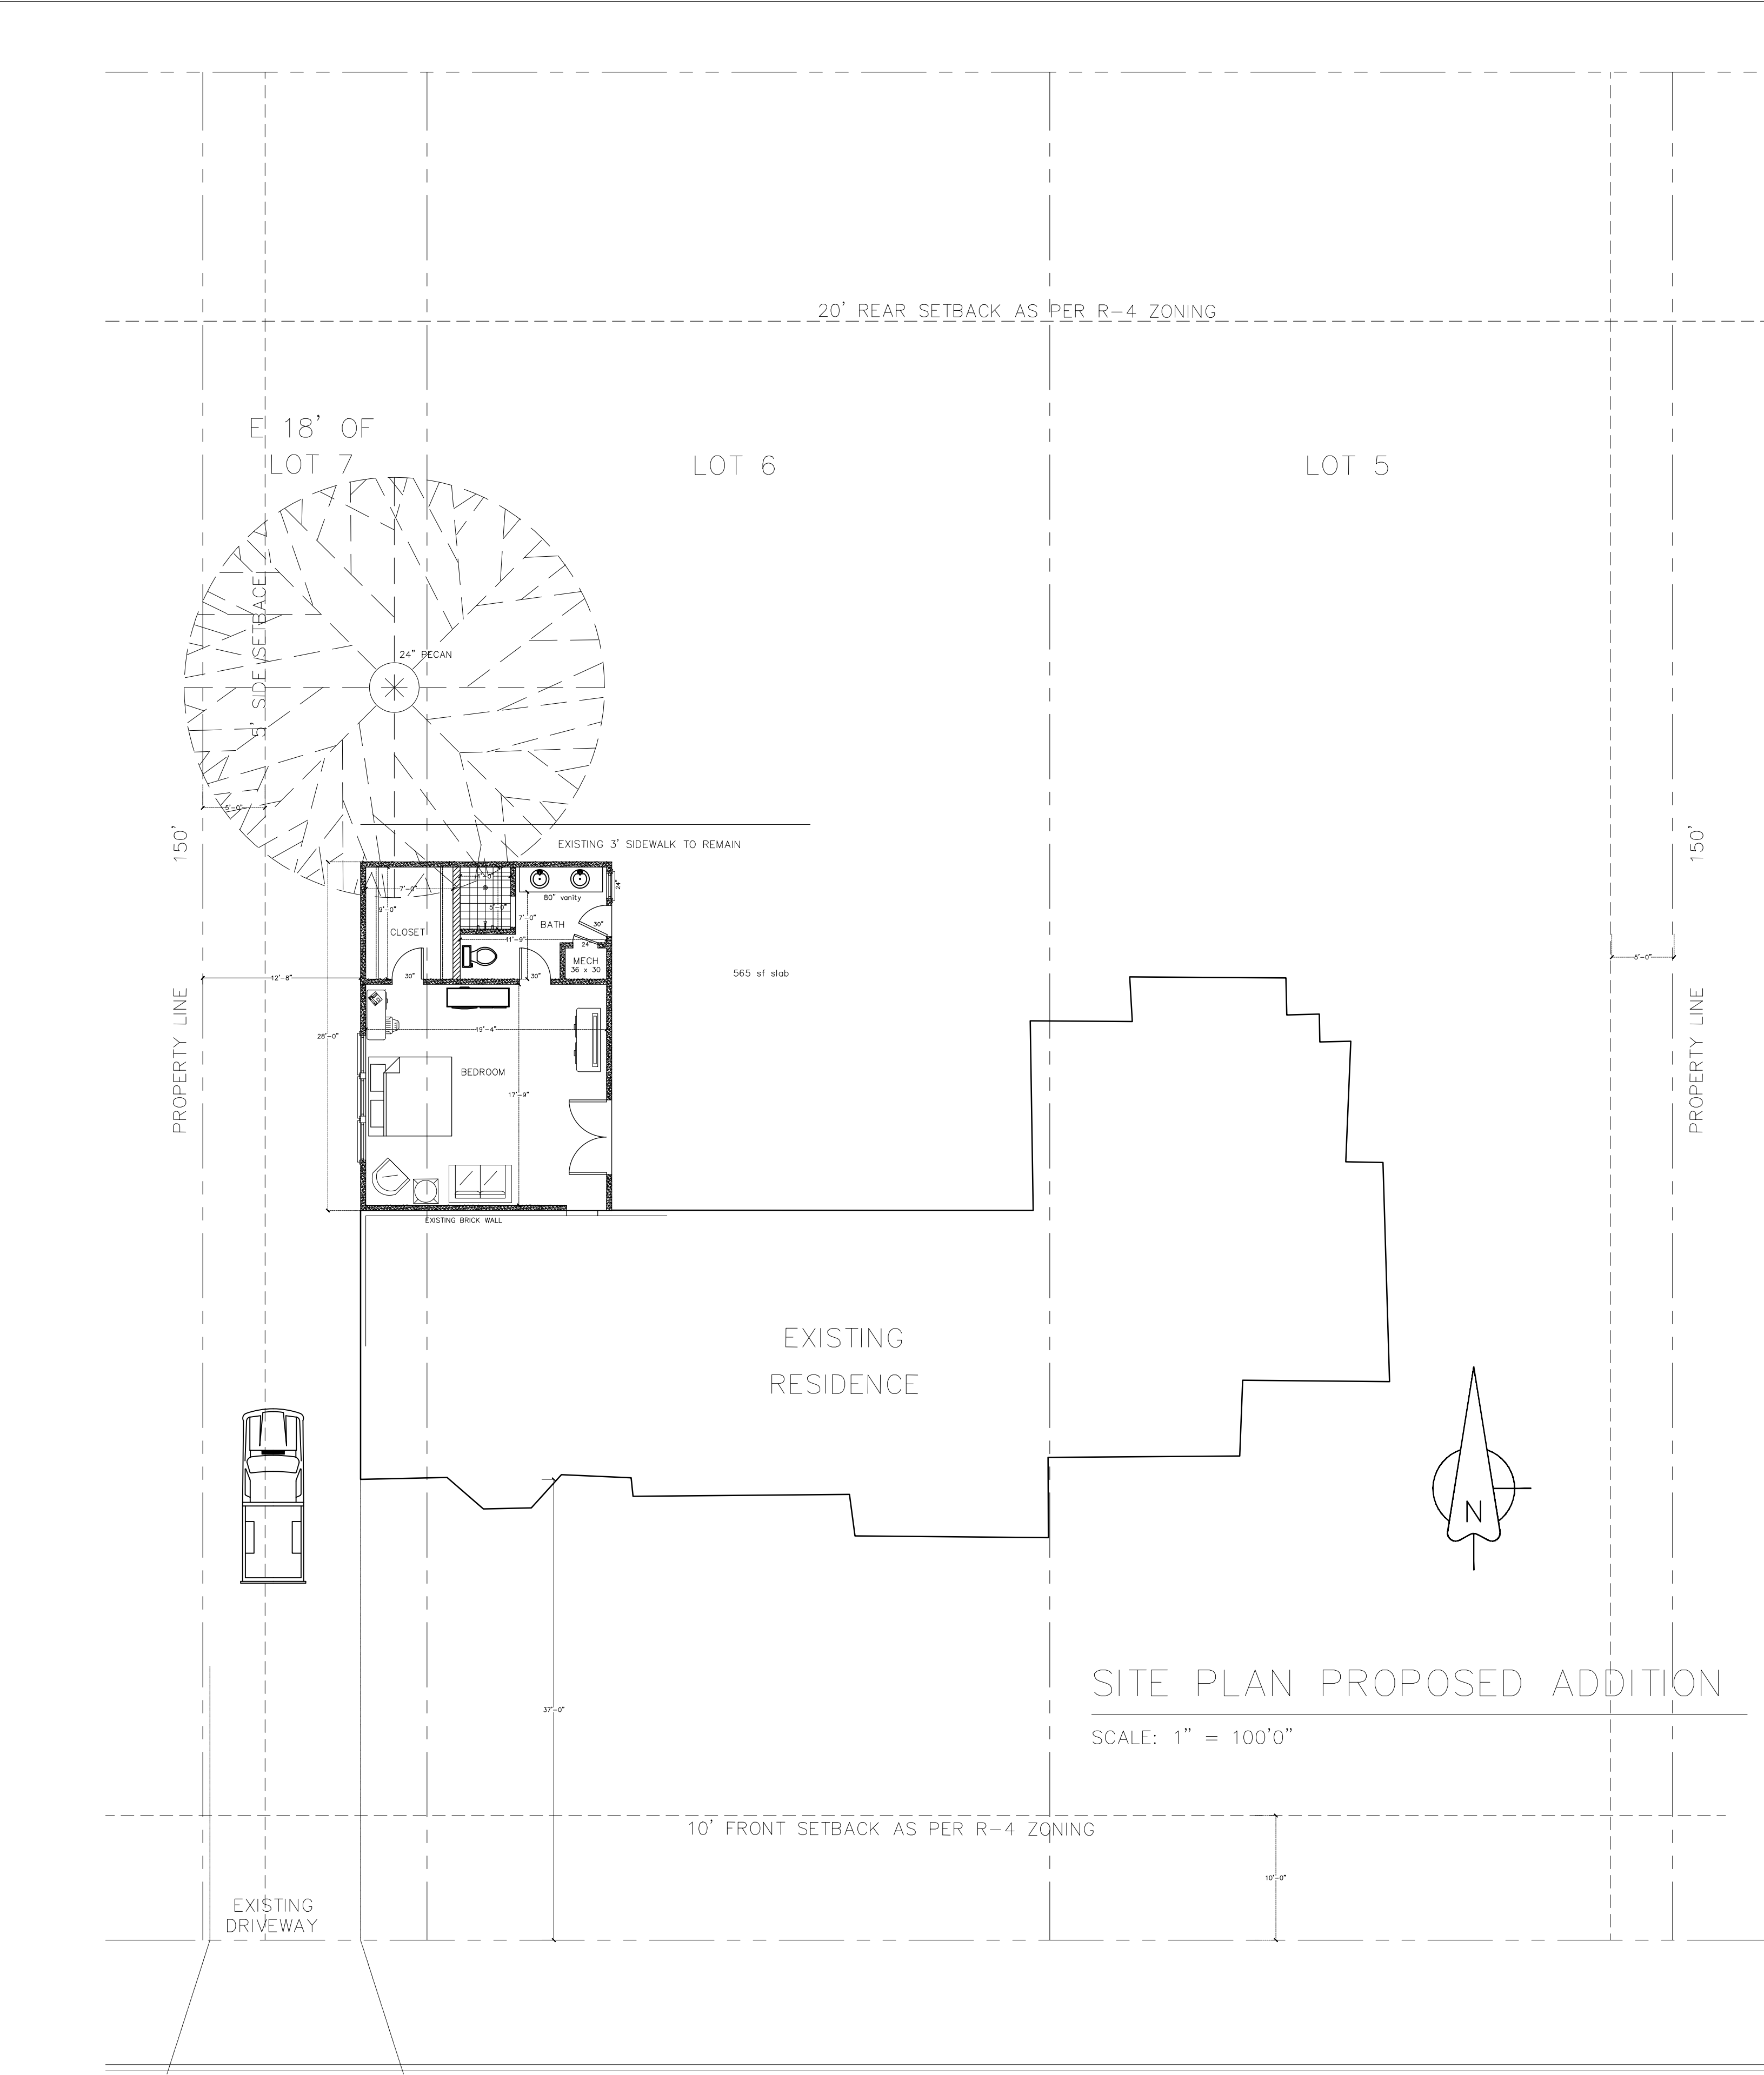 20' REAR SETBACK AS PER R-4 ZONING
E 18' OF
LOT 7
LOT 6
LOT 5
5' SIDE SETBACE
24" PECAN
5'-0"
150'
PROPERTY LINE
EXISTING 3' SIDEWALK TO REMAIN
7'-0"
9'-0"
CLOSET
5'-0"
80" vanity
24"
7'-0"
BATH
30"
11'-9"
24"
MECH
36 x 30
30"
30"
12'-8"
565 sf slab
28'-0"
19'-4"
BEDROOM
17'-9"
EXISTING BRICK WALL
150'
5'-0"
PROPERTY LINE
EXISTING
RESIDENCE
N
37'-0"
SITE PLAN PROPOSED ADDITION
SCALE: 1" = 100'0"
10' FRONT SETBACK AS PER R-4 ZONING
10'-0"
EXISTING
DRIVEWAY